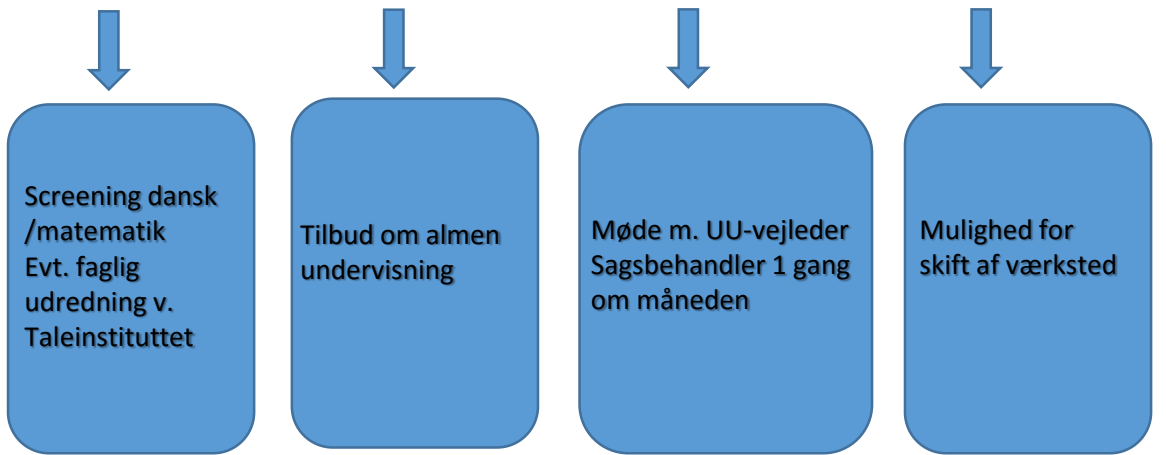 Screening dansk
/matematik
Evt. faglig
udredning v.
Taleinstituttet
Tilbud om almen
undervisning
Møde m. UU-vejleder
Sagsbehandler 1 gang
om måneden
Mulighed for
skift af værksted